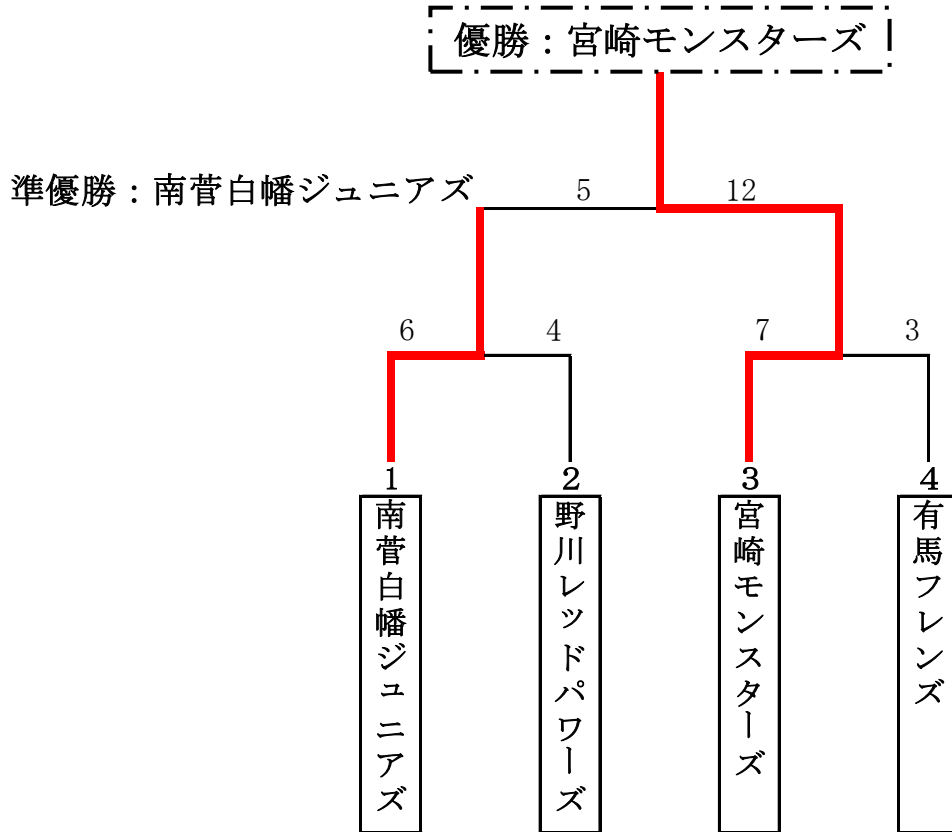 優勝：宮崎モンスターズ
準優勝：南菅白幡ジュニアズ
5
12
6
4
7
3
1
2
3
4
南菅白幡ジュニアズ
野川レッドパワーズ
宮崎モンスターズ
有馬フレンズ